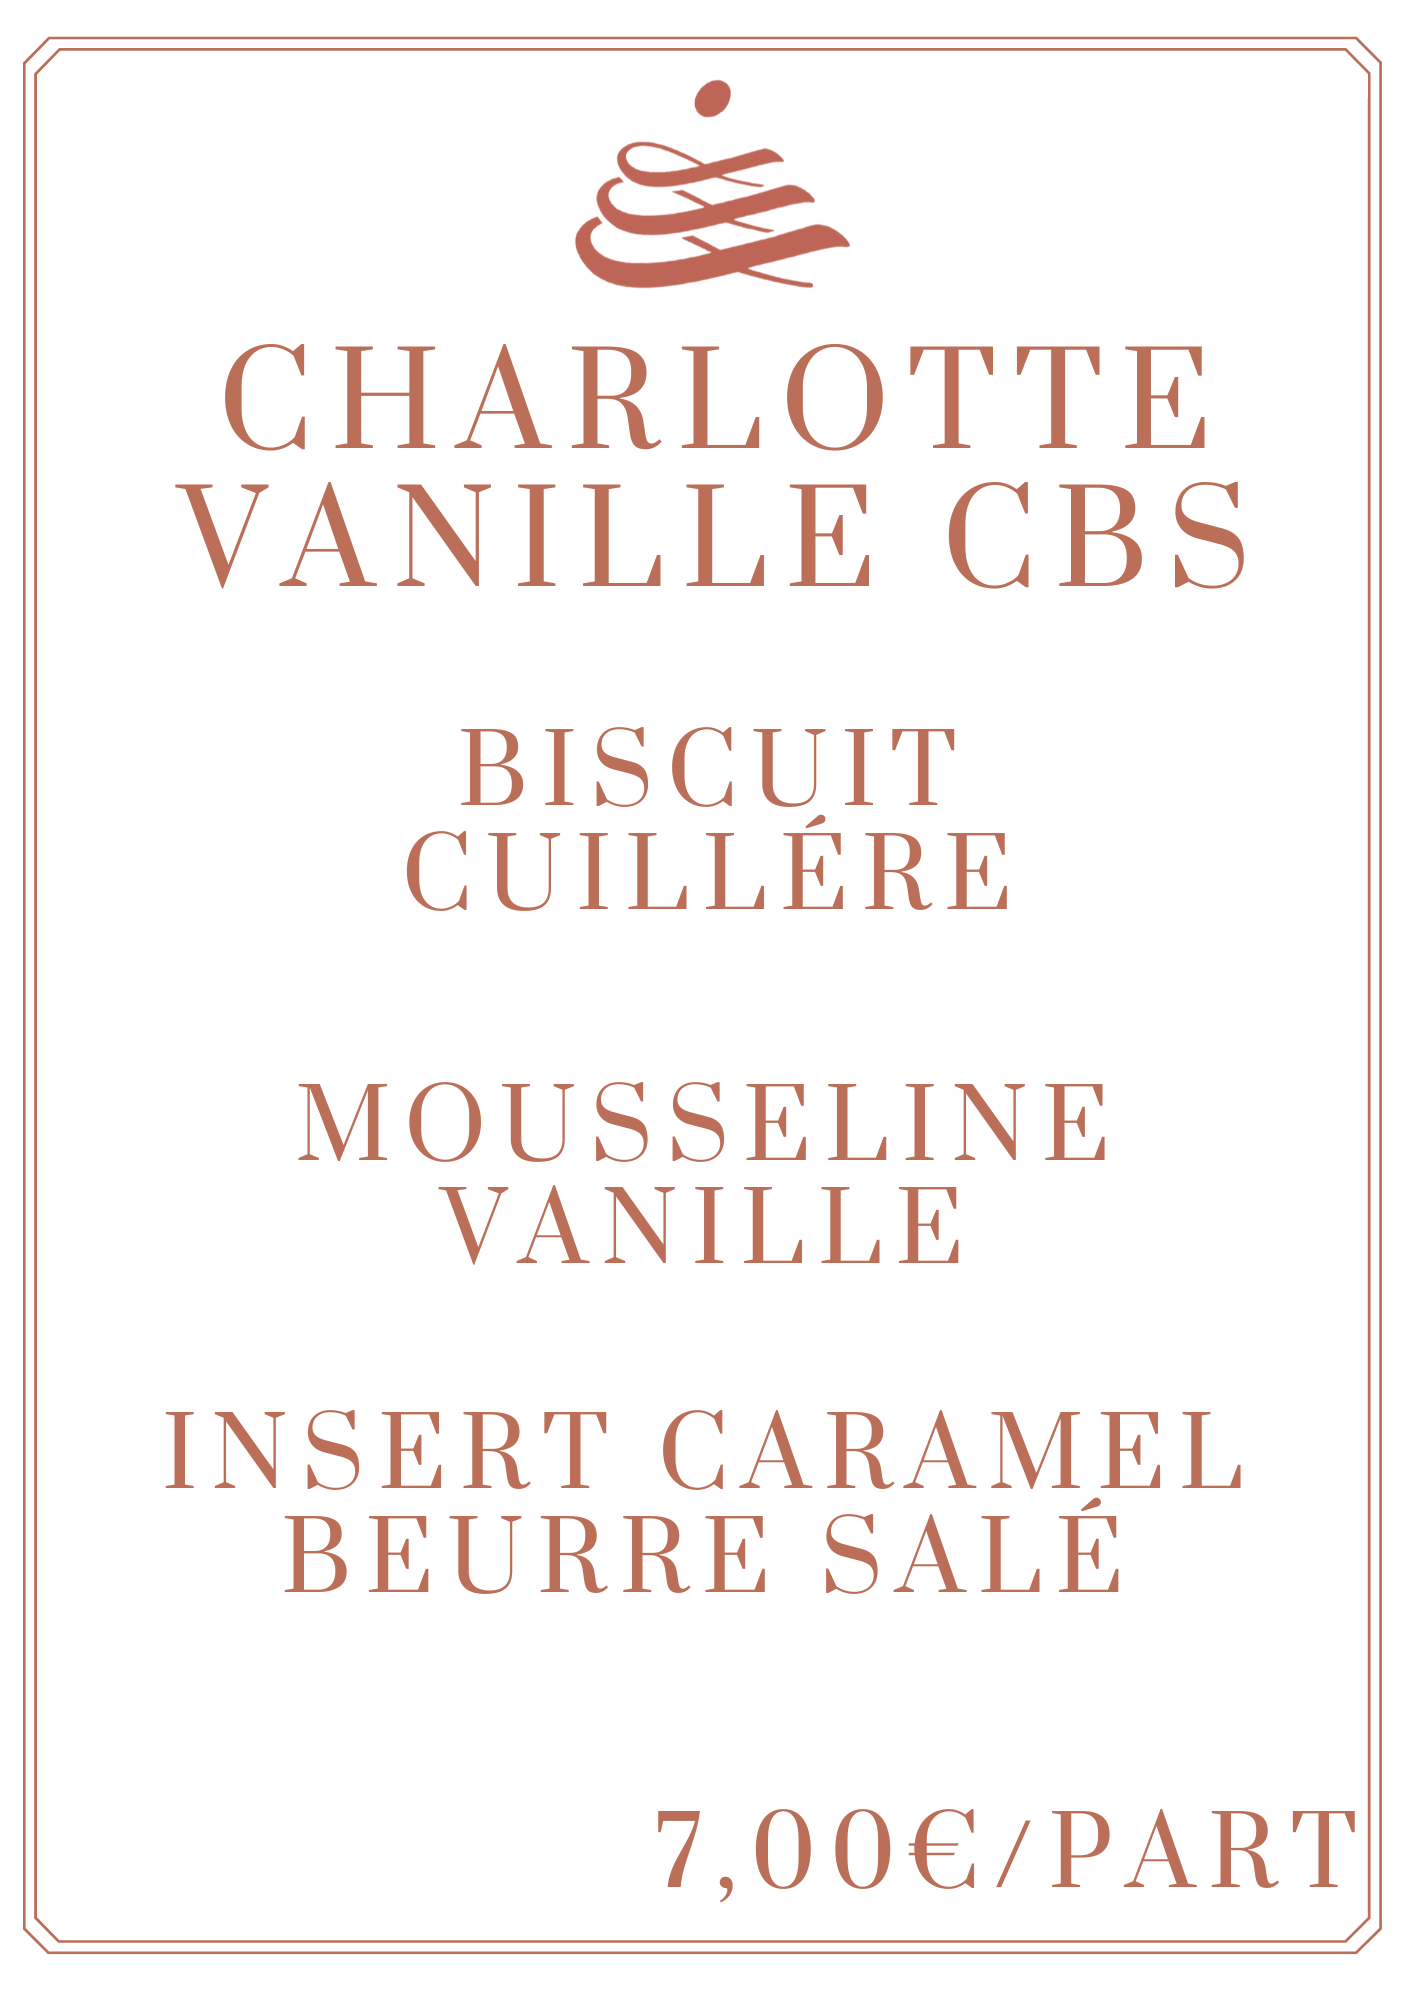 CHARLOTTE
VANILLE CBS
BISCUIT
CUILLÉRE
MOUSSELINE
VANILLE
INSERT CARAMEL
BEURRE SALÉ
7,00€/PART